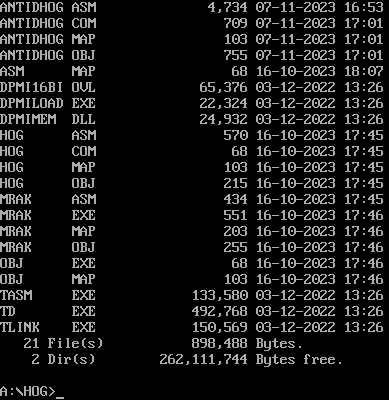 ANTIDHOG ASM 4,734 07-11-2023 16:53
ANTIDHOG COM 709 07-11-2023 17:01
ANTIDHOG MAP 103 07-11-2023 17:01
ANTIDHOG OBJ 755 07-11-2023 17:01
ASM MAP 68 16-10-2023 18:07
DPMI16BI OVL 65,376 03-12-2022 13:26
DPMILOAD EXE 22,324 03-12-2022 13:26
DPMIMEM DLL 24,932 03-12-2022 13:26
HOG ASM 570 16-10-2023 17:45
HOG COM 68 16-10-2023 17:45
HOG MAP 103 16-10-2023 17:45
HOG OBJ 215 16-10-2023 17:45
MRAK ASM 434 16-10-2023 17:45
MRAK EXE 551 16-10-2023 17:46
MRAK MAP 203 16-10-2023 17:46
MRAK OBJ 255 16-10-2023 17:46
OBJ EXE 68 16-10-2023 17:46
OBJ MAP 103 16-10-2023 17:46
TASM EXE 133,580 03-12-2022 13:26
TD EXE 492,768 03-12-2022 13:26
TLINK EXE 150,569 03-12-2022 13:26
21 File(s) 898,488 Bytes.
2 Dir(s) 262,111,744 Bytes free.
A:\HOG>_